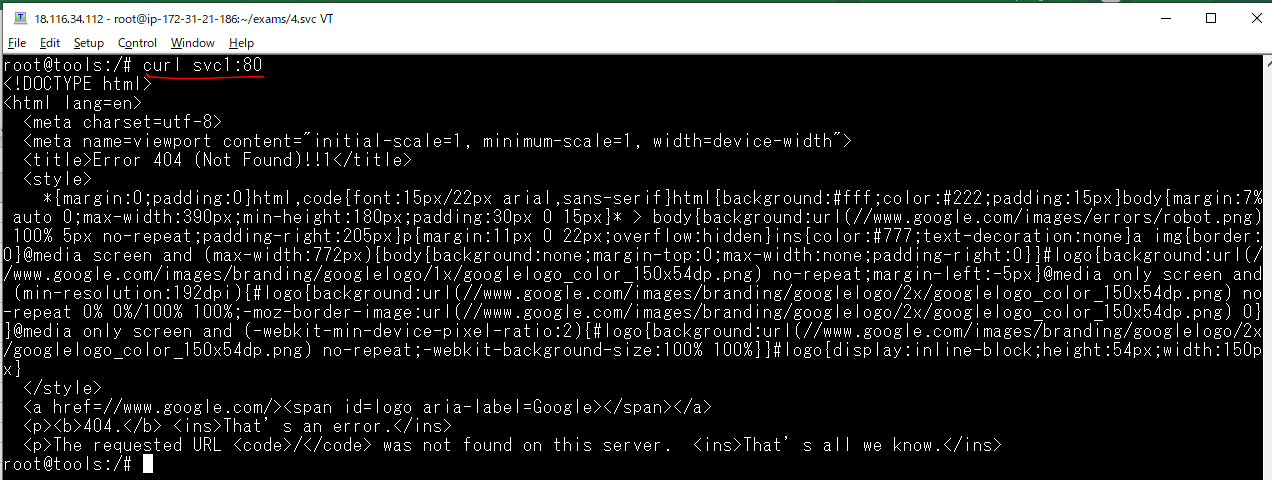 18.116.34.112 - root@ip-172-31-21-186:~/exams/4.svc VT
File Edit Setup Control Window Help
root@tools:/# curl svc1:80
<!DOCTYPE html>
<html lang=en>
  <meta charset=utf-8>
  <meta name=viewport content="initial-scale=1, minimum-scale=1, width=device-width">
  <title>Error 404 (Not Found)!!1</title>
  <style>
    *{margin:0;padding:0}html,code{font:15px/22px arial,sans-serif}html{background:#fff;color:#222;padding:15px}body{margin:7%
 auto 0;max-width:390px;min-height:180px;padding:30px 0 15px}* > body{background:url(//www.google.com/images/errors/robot.png)
 100% 5px no-repeat;padding-right:205px}p{margin:11px 0 22px;overflow:hidden}ins{color:#777;text-decoration:none}a img{border:
0}@media screen and (max-width:772px){body{background:none;margin-top:0;max-width:none;padding-right:0}}#logo{background:url(/
/www.google.com/images/branding/googlelogo/1x/googlelogo_color_150x54dp.png) no-repeat;margin-left:-5px}@media only screen and
 (min-resolution:192dpi){#logo{background:url(//www.google.com/images/branding/googlelogo/2x/googlelogo_color_150x54dp.png) no
-repeat 0% 0%/100% 100%;-moz-border-image:url(//www.google.com/images/branding/googlelogo/2x/googlelogo_color_150x54dp.png) 0}
}@media only screen and (-webkit-min-device-pixel-ratio:2){#logo{background:url(//www.google.com/images/branding/googlelogo/2x
/googlelogo_color_150x54dp.png) no-repeat;-webkit-background-size:100% 100%}}#logo{display:inline-block;height:54px;width:150p
x}
  </style>
  <a href=//www.google.com/><span id=logo aria-label=Google></span></a>
  <p><b>404.</b> <ins>That's an error.</ins>
  <p>The requested URL <code>/</code> was not found on this server.  <ins>That's all we know.</ins>
root@tools:/#